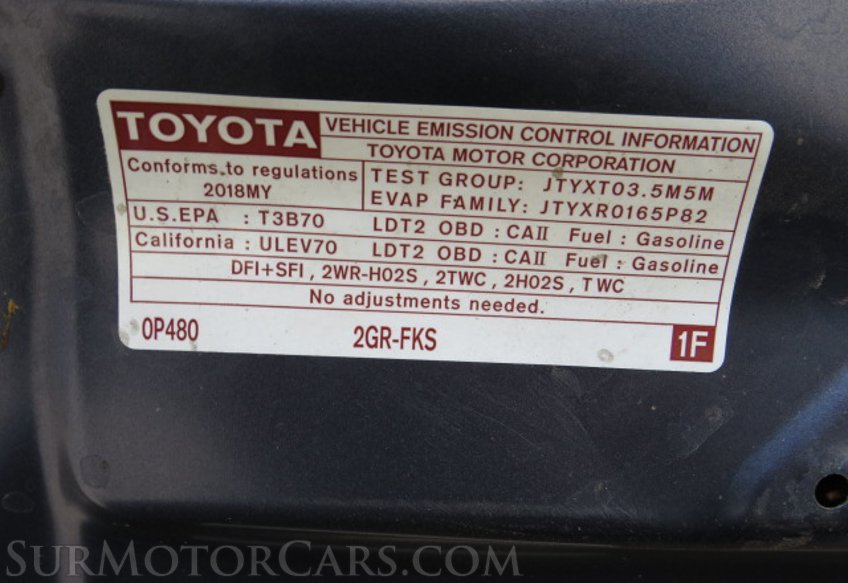 TOYOTA VEHICLE EMISSION CONTROL INFORMATION
TOYOTA MOTOR CORPORATION
Conforms to regulations
2018MY
TEST GROUP: JTYXT03.5M5M
EVAP FAMILY: JTYXR0165P82
U.S.EPA : T3B70 LDT2 OBD : CAII Fuel : Gasoline
California : ULEV70 LDT2 OBD : CAII Fuel : Gasoline
DFI+SFI , 2WR-HO2S , 2TWC , 2HO2S , TWC
No adjustments needed.
0P480 2GR-FKS 1F
SurMotorCars.com